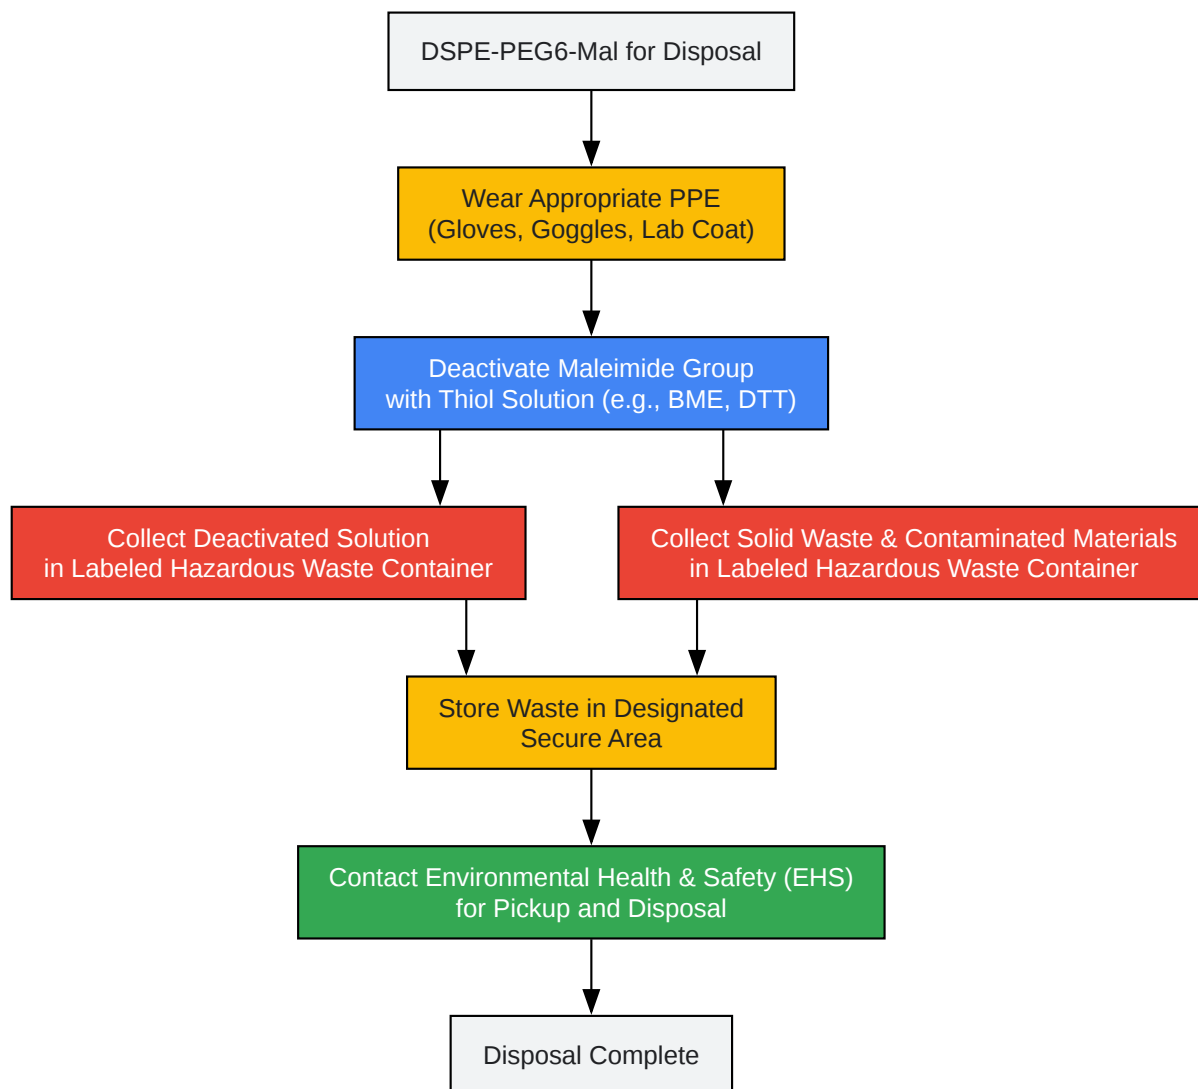 DSPE-PEG6-Mal for Disposal
Wear Appropriate PPE
(Gloves, Goggles, Lab Coat)
Deactivate Maleimide Group
with Thiol Solution (e.g., BME, DTT)
Collect Deactivated Solution
in Labeled Hazardous Waste Container
Collect Solid Waste & Contaminated Materials
in Labeled Hazardous Waste Container
Store Waste in Designated
Secure Area
Contact Environmental Health & Safety (EHS)
for Pickup and Disposal
Disposal Complete